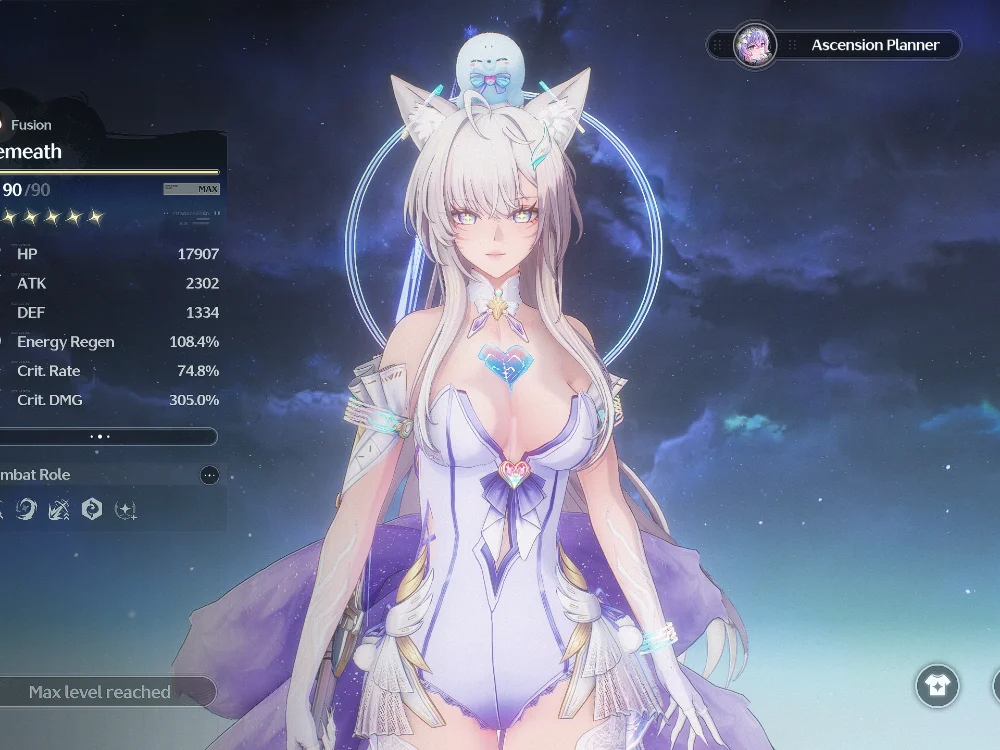 Ascension Planner
Fusion
emeath
90/90
MAX
HP 17907
ATK 2302
DEF 1334
Energy Regen 108.4%
Crit. Rate 74.8%
Crit. DMG 305.0%
mbat Role
Max level reached